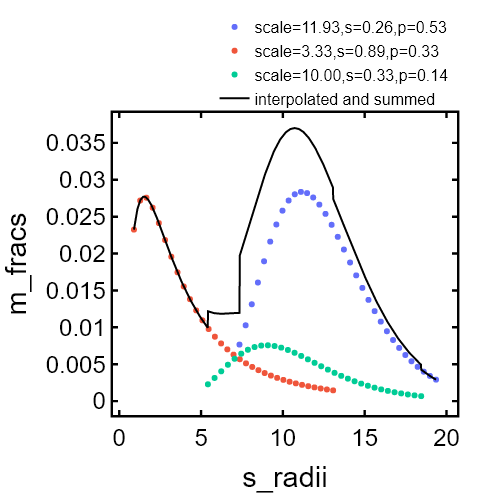 scale=11.93,s=0.26,p=0.53
scale=3.33,s=0.89,p=0.33
scale=10.00,s=0.33,p=0.14
interpolated and summed
0.035
0.03
0.025
0.02
0.015
0.01
0.005
0
m_fracs
0 5 10 15 20
s_radii